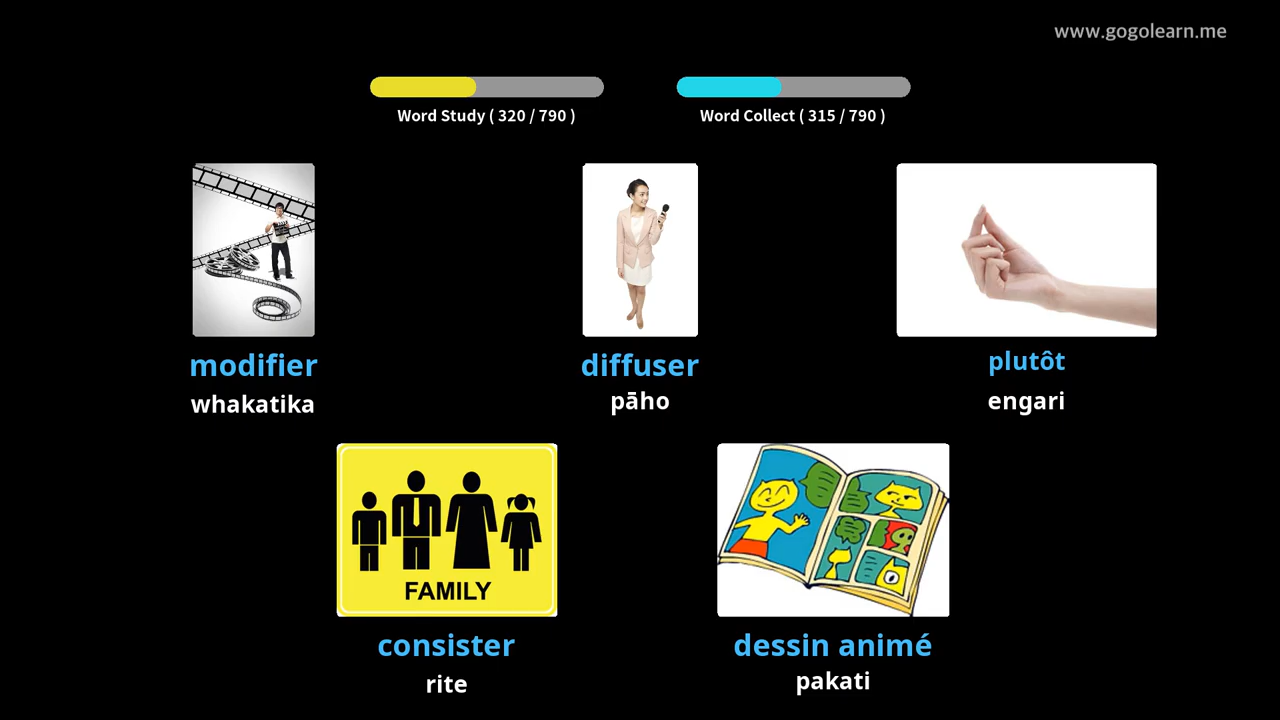 www.gogolearn.me
Word Study ( 320 / 790 )
Word Collect ( 315 / 790 )
modifier
whakatika
diffuser
pāho
plutôt
engari
FAMILY
consister
rite
dessin animé
pakati